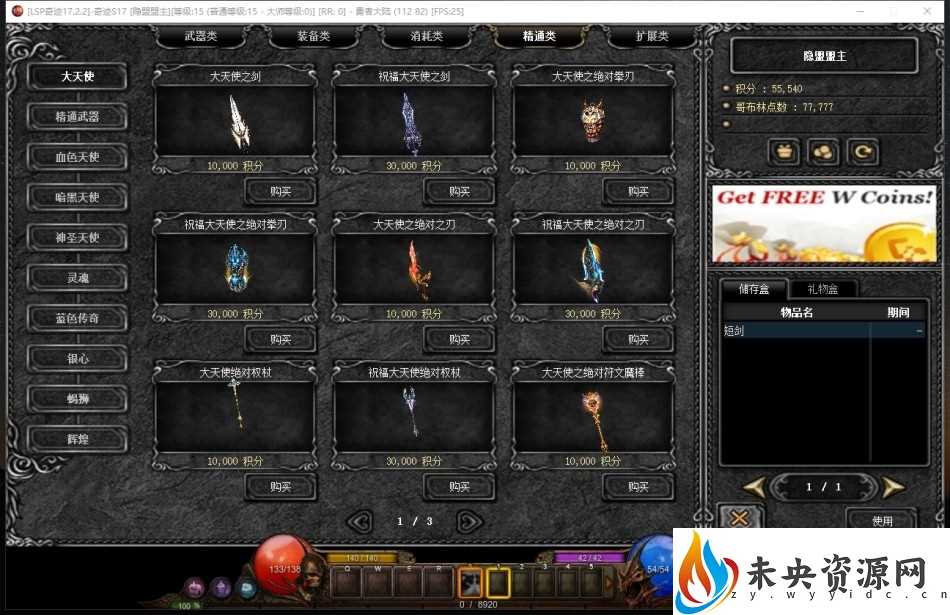 [LSP奇迹17.2.2]-奇迹S17 [隐盟盟主][等级:15 (普通等级:15 - 大师等级:0)] [RR: 0] - 勇者大陆 (112 82) [FPS:25]
武器类 装备类 消耗类 精通类 扩展类
大天使
精通武器
血色天使
暗黑天使
神圣天使
灵魂
蓝色传奇
银心
蝎狮
辉煌
大天使之剑 祝福大天使之剑 大天使之绝对拳刃
10,000 积分 30,000 积分 10,000 积分
购买 购买 购买
祝福大天使之绝对拳刃 大天使之绝对之刃 祝福大天使之绝对之刃
30,000 积分 10,000 积分 30,000 积分
购买 购买 购买
大天使绝对权杖 祝福大天使绝对权杖 大天使之绝对符文魔棒
10,000 积分 30,000 积分 10,000 积分
购买 购买 购买
1 / 3
隐盟盟主
积分 : 55,540
哥布林点数 : 77,777
Get FREE W Coins!
储存盒 礼物盒
物品名 期间
短剑 -
1 / 1
使用
140/140 42/42
133/138 Q W E R 1 2 3 4 5 54/54
100 % 0 / 8920
未央资源网
zy.wyyidc.cn